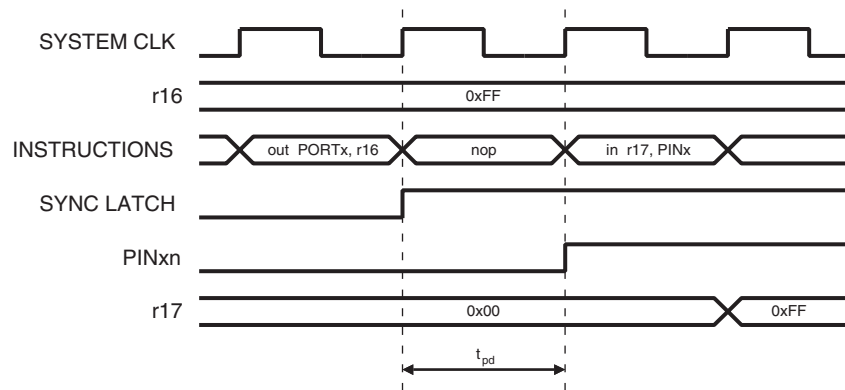 SYSTEM CLK
r16 0xFF
INSTRUCTIONS out PORTx, r16 nop in r17, PINx
SYNC LATCH
PINxn
r17 0x00 0xFF
tpd